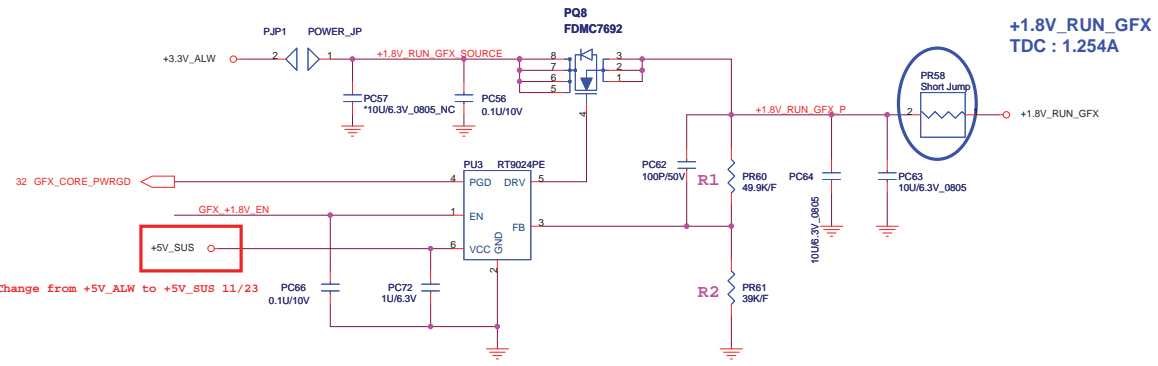 PQ8
FDMC7692
+1.8V_RUN_GFX
TDC : 1.254A
PJP1
POWER_JP
+3.3V_ALW
2
1
+1.8V_RUN_GFX_SOURCE
8
7
6
5
3
2
1
4
PC57
*10U/6.3V_0805_NC
PC56
0.1U/10V
PR58
Short Jump
+1.8V_RUN_GFX_P
2
1
+1.8V_RUN_GFX
PU3
RT9024PE
32 GFX_CORE_PWRGD
4
PGD
DRV
5
PC62
100P/50V
R1
PR60
49.9K/F
PC64
10U/6.3V_0805
PC63
10U/6.3V_0805
GFX_+1.8V_EN
1
EN
FB
3
+5V_SUS
6
VCC
GND
2
Change from +5V_ALW to +5V_SUS 11/23
PC66
0.1U/10V
PC72
1U/6.3V
R2
PR61
39K/F